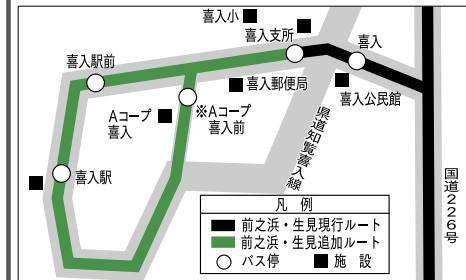 喜入小
喜入支所
喜入
喜入駅前
喜入郵便局
喜入公民館
Aコープ
喜入
※Aコープ
喜入前
県道知覧喜入線
喜入駅
国道226号
凡 例
前之浜・生見現行ルート
前之浜・生見追加ルート
バス停
施 設